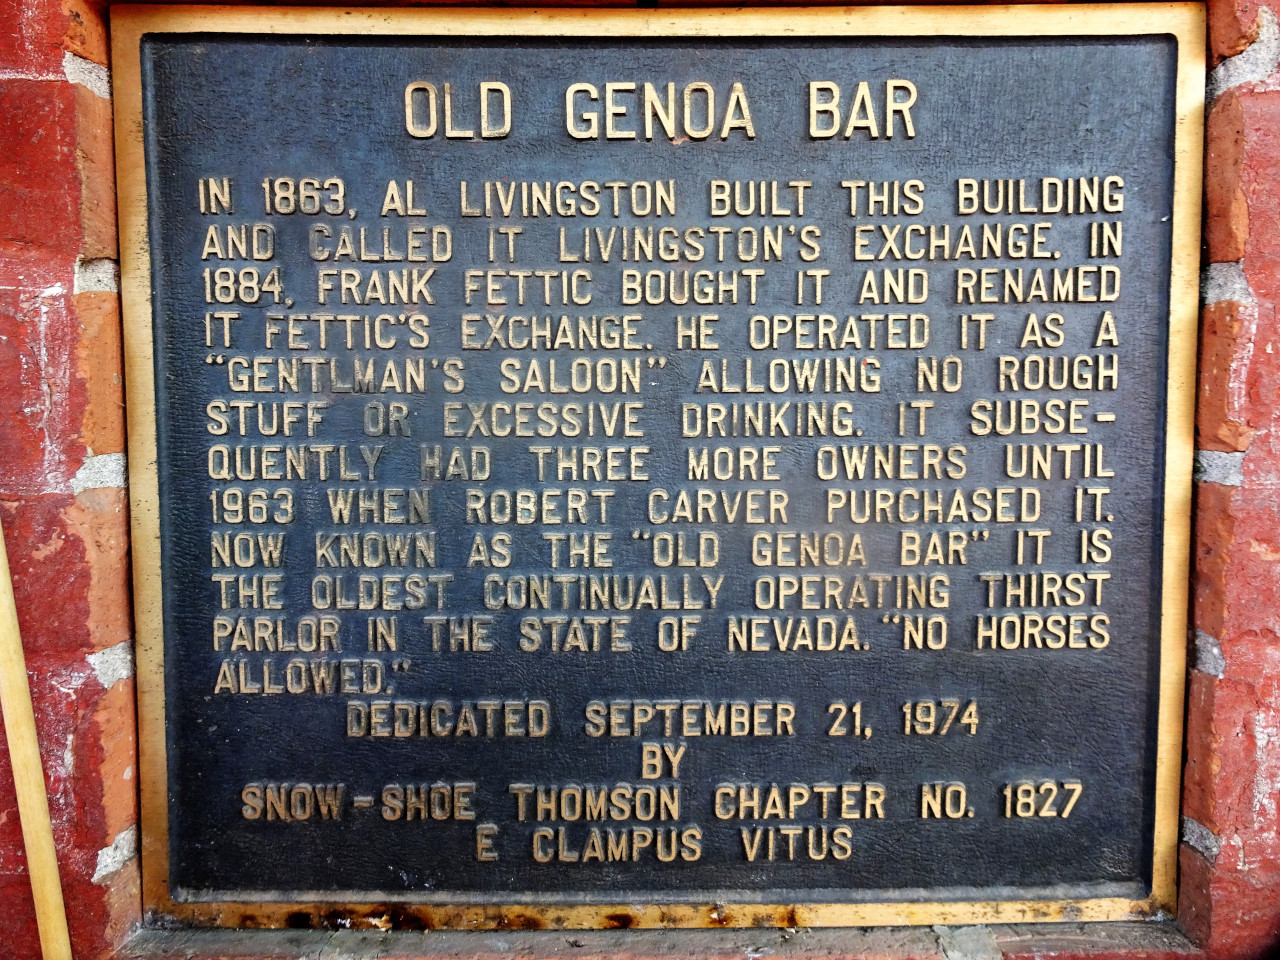 OLD GENOA BAR
IN 1863, AL LIVINGSTON BUILT THIS BUILDING
AND CALLED IT LIVINGSTON'S EXCHANGE. IN
1884, FRANK FETTIC BOUGHT IT AND RENAMED
IT FETTIC'S EXCHANGE. HE OPERATED IT AS A
"GENTLMAN'S SALOON" ALLOWING NO ROUGH
STUFF OR EXCESSIVE DRINKING. IT SUBSE-
QUENTLY HAD THREE MORE OWNERS UNTIL
1963 WHEN ROBERT CARVER PURCHASED IT.
NOW KNOWN AS THE "OLD GENOA BAR" IT IS
THE OLDEST CONTINUALLY OPERATING THIRST
PARLOR IN THE STATE OF NEVADA. "NO HORSES
ALLOWED."
DEDICATED SEPTEMBER 21, 1974
BY
SNOW-SHOE THOMSON CHAPTER NO. 1827
E CLAMPUS VITUS